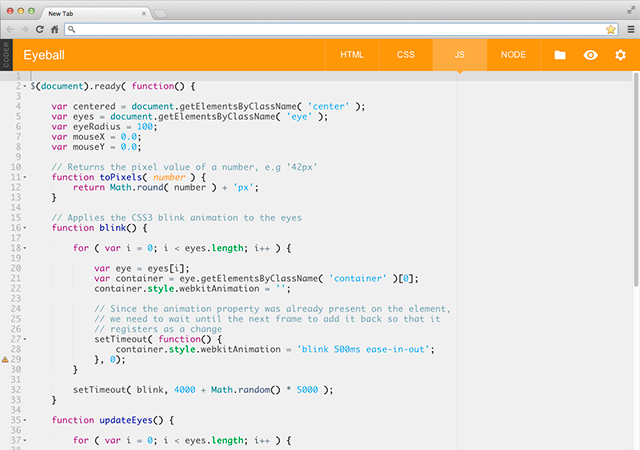 New Tab
CODER
Eyeball HTML CSS JS NODE
1
2 $(document).ready( function() {
3
4 var centered = document.getElementsByClassName( 'center' );
5 var eyes = document.getElementsByClassName( 'eye' );
6 var eyeRadius = 100;
7 var mouseX = 0.0;
8 var mouseY = 0.0;
9
10 // Returns the pixel value of a number, e.g '42px'
11 function toPixels( number ) {
12 return Math.round( number ) + 'px';
13 }
14
15 // Applies the CSS3 blink animation to the eyes
16 function blink() {
17
18 for ( var i = 0; i < eyes.length; i++ ) {
19
20 var eye = eyes[i];
21 var container = eye.getElementsByClassName( 'container' )[0];
22 container.style.webkitAnimation = '';
23
24 // Since the animation property was already present on the element,
25 // we need to wait until the next frame to add it back so that it
26 // registers as a change
27 setTimeout( function() {
28 container.style.webkitAnimation = 'blink 500ms ease-in-out';
29 }, 0);
30 }
31
32 setTimeout( blink, 4000 + Math.random() * 5000 );
33 }
34
35 function updateEyes() {
36
37 for ( var i = 0; i < eyes.length; i++ ) {
38